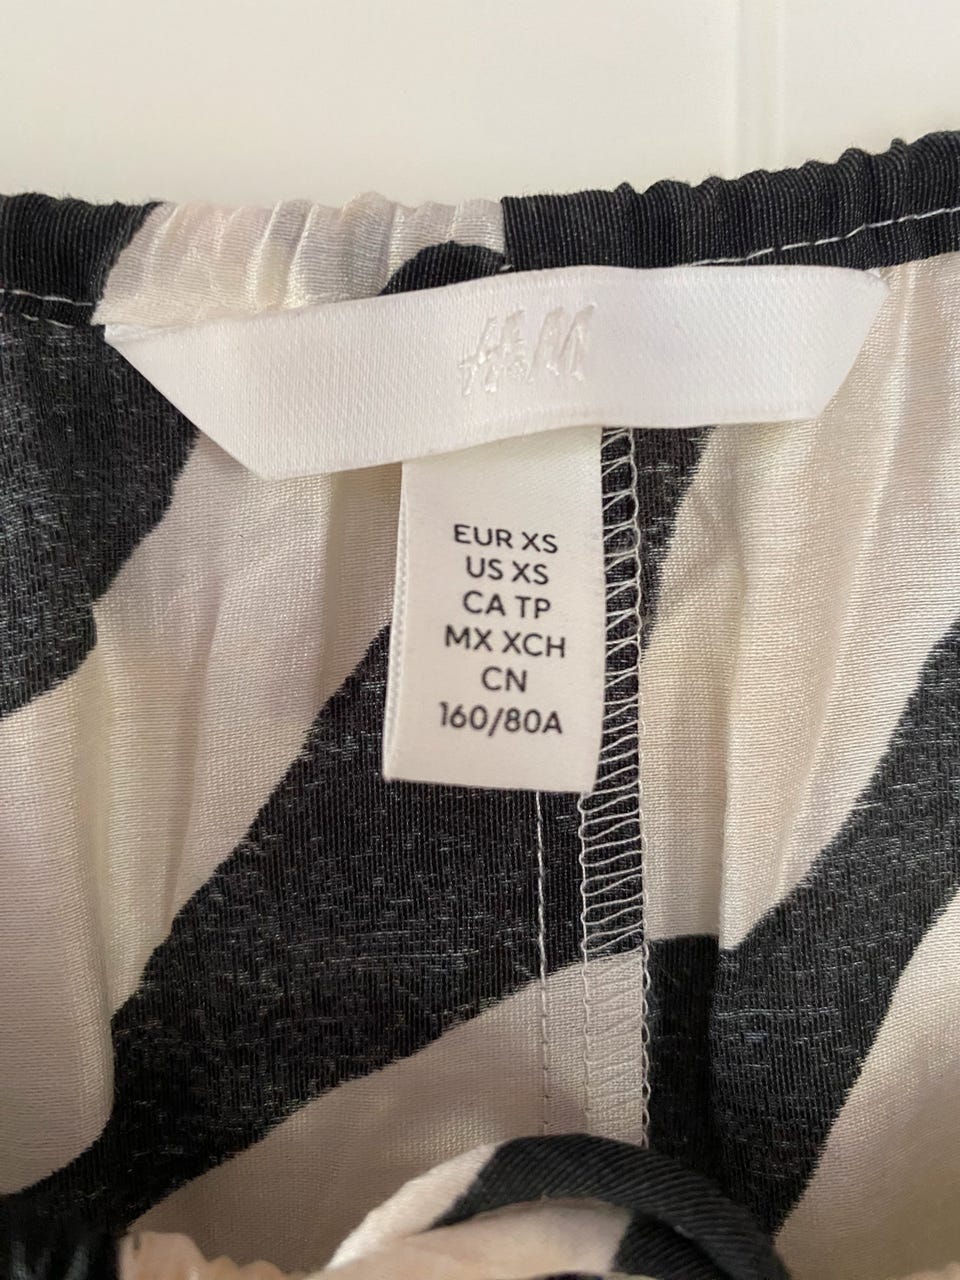 H&M
EUR XS
US XS
CA TP
MX XCH
CN
160/80A